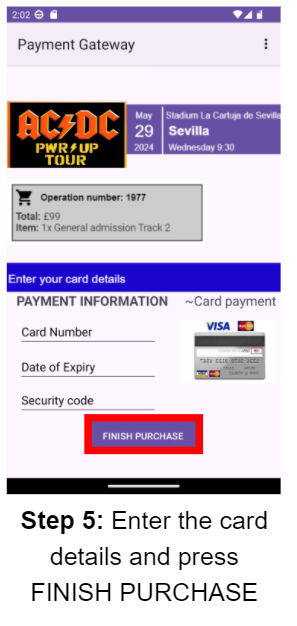 2:02
Payment Gateway
AC DC
PWR UP
TOUR
May
29
2024
Stadium La Cartuja de Sevilla
Sevilla
Wednesday 9:30
Operation number: 1977
Total: £99
Item: 1x General admission Track 2
Enter your card details
PAYMENT INFORMATION ~Card payment
Card Number
Date of Expiry
Security code
VISA
FINISH PURCHASE
Step 5: Enter the card
details and press
FINISH PURCHASE